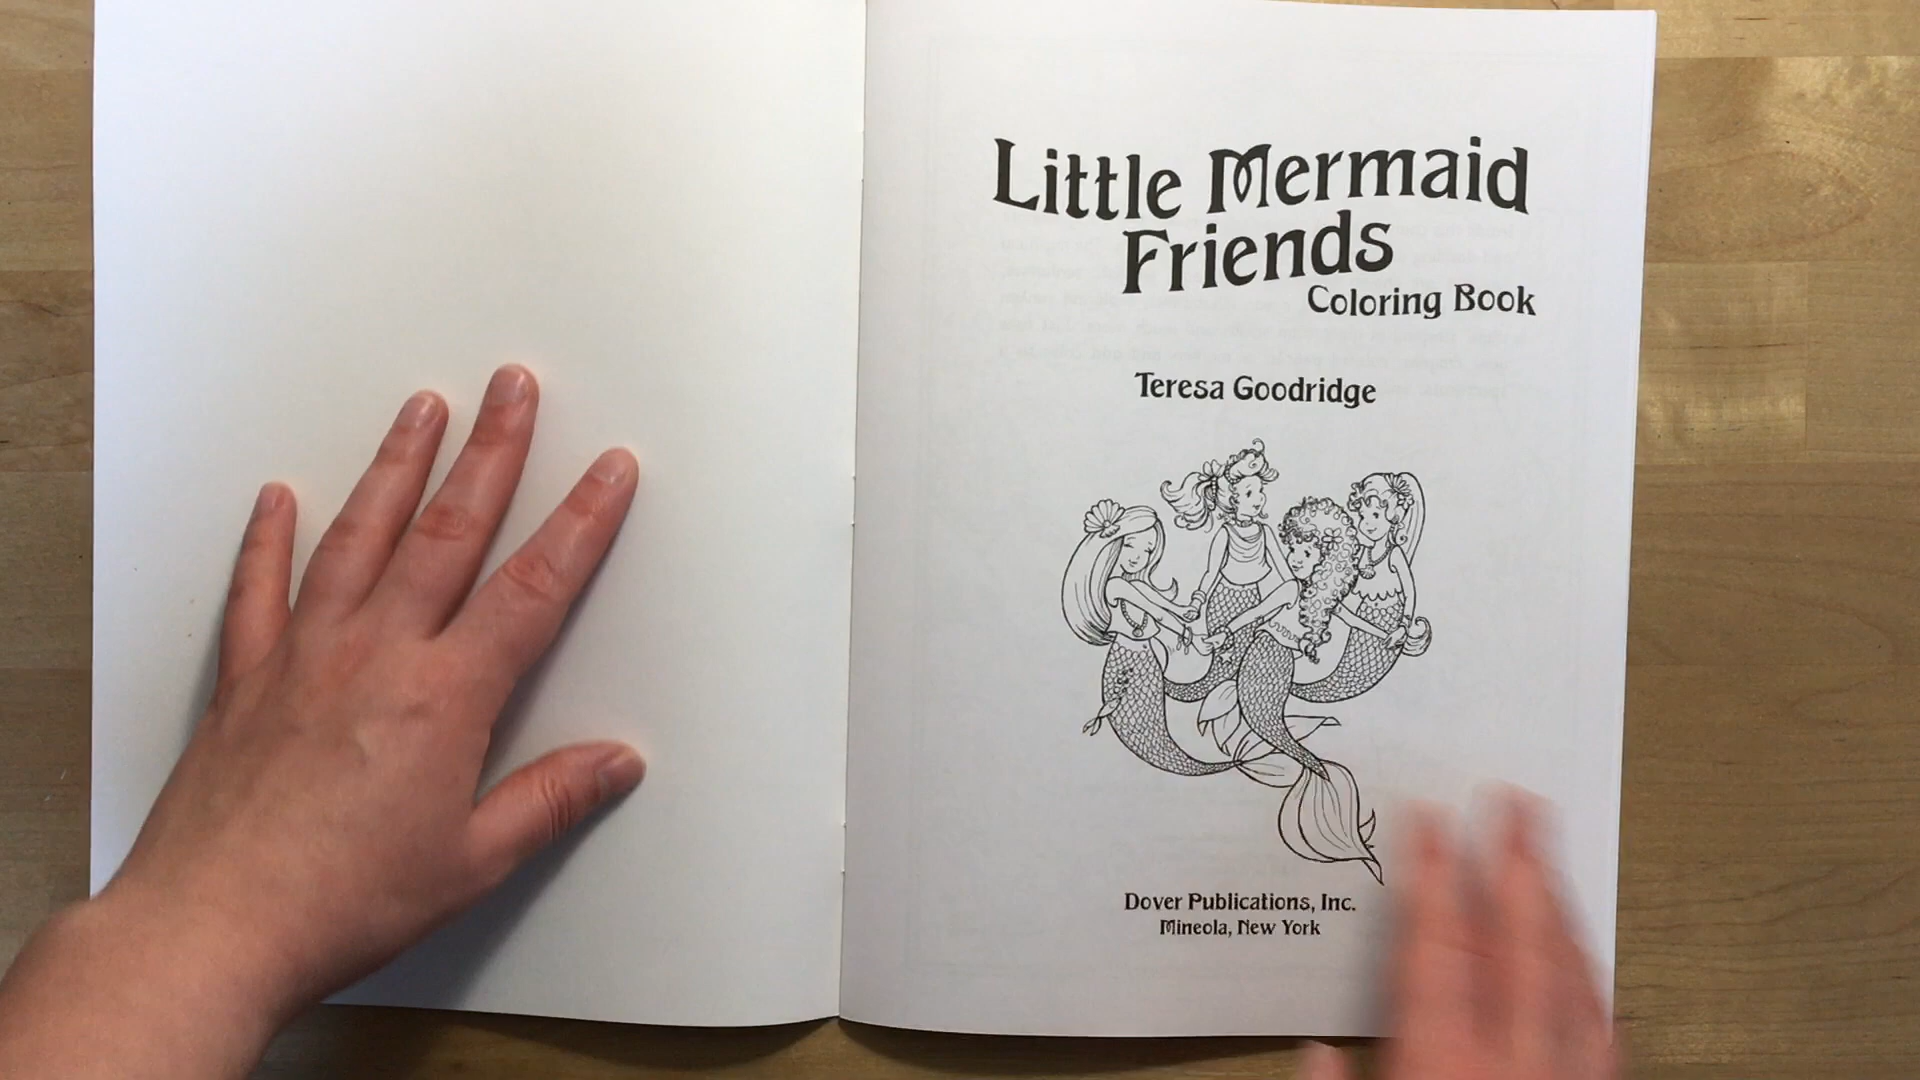 Little Mermaid
Friends
Coloring Book
Teresa Goodridge
Dover Publications, Inc.
Mineola, New York